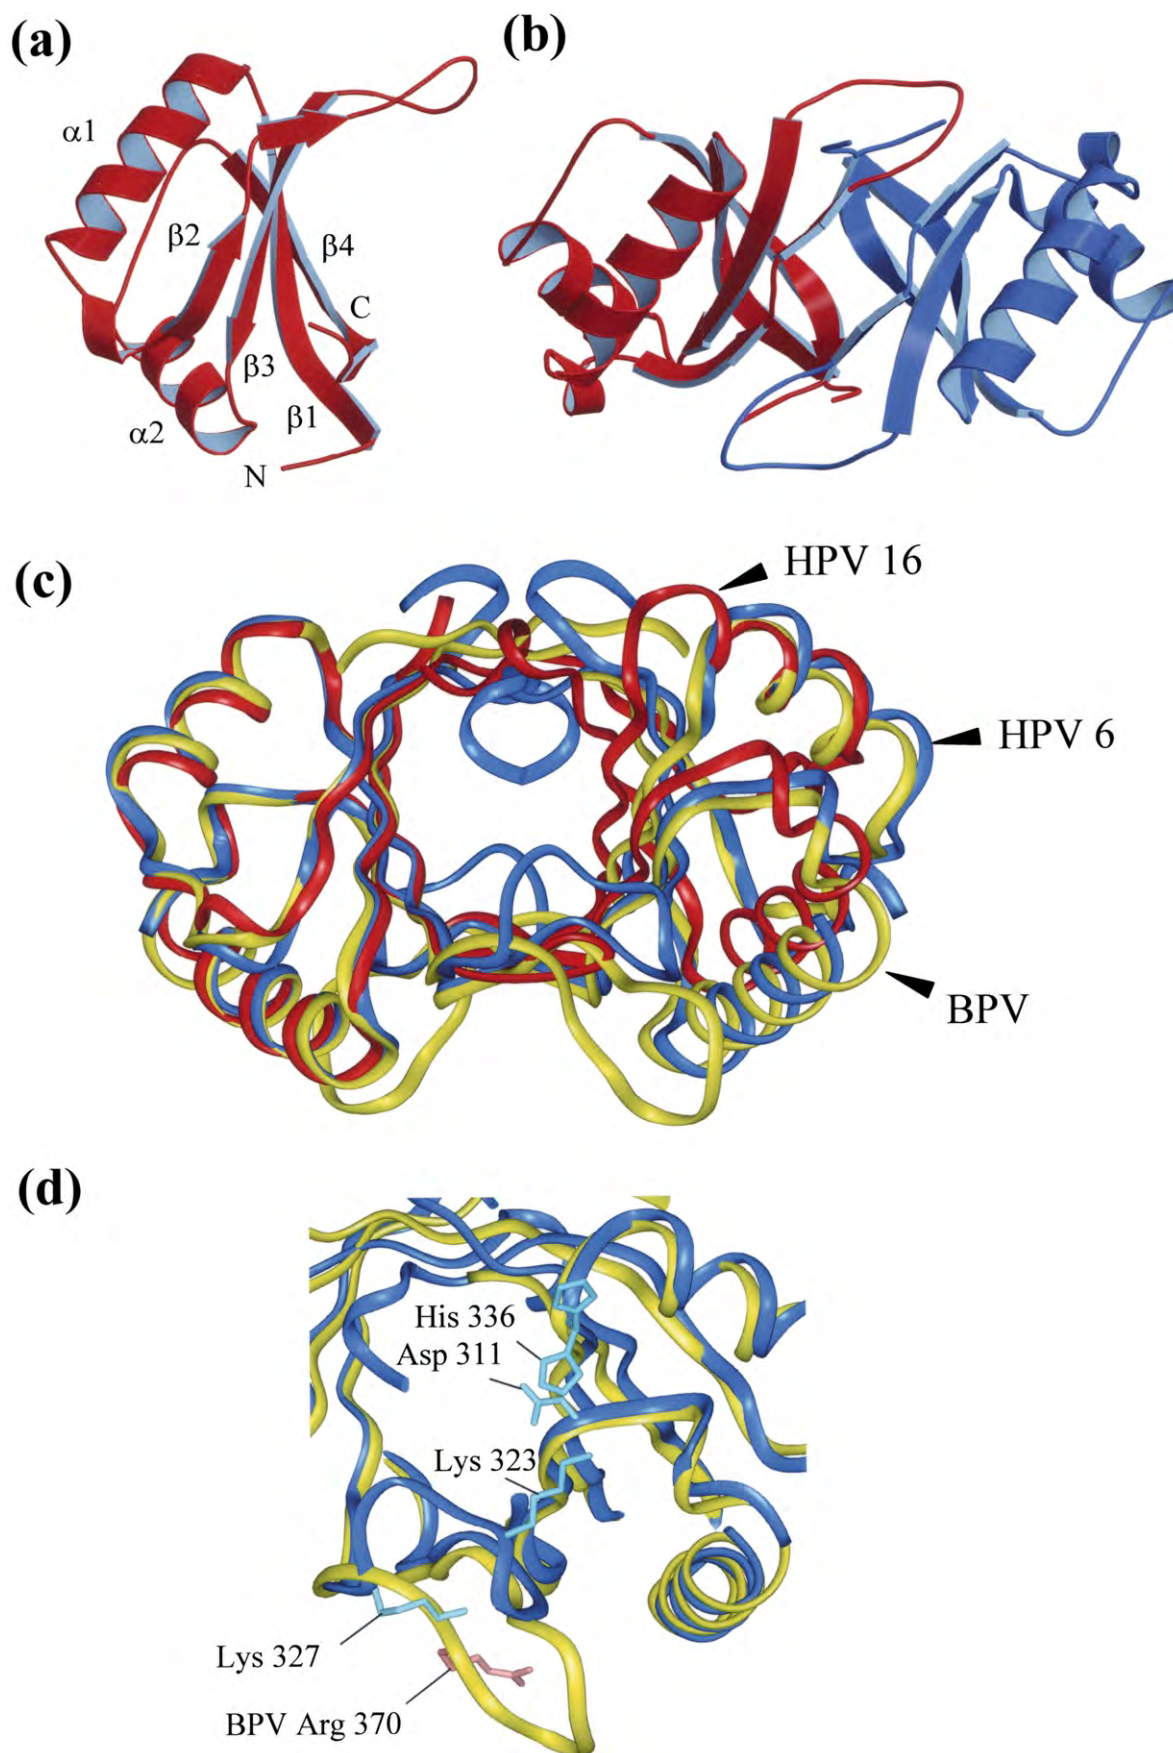 (a)
(b)
α1
β2
β4
C
β3
α2
β1
N
(c)
HPV 16
HPV 6
BPV
(d)
His 336
Asp 311
Lys 323
Lys 327
BPV Arg 370